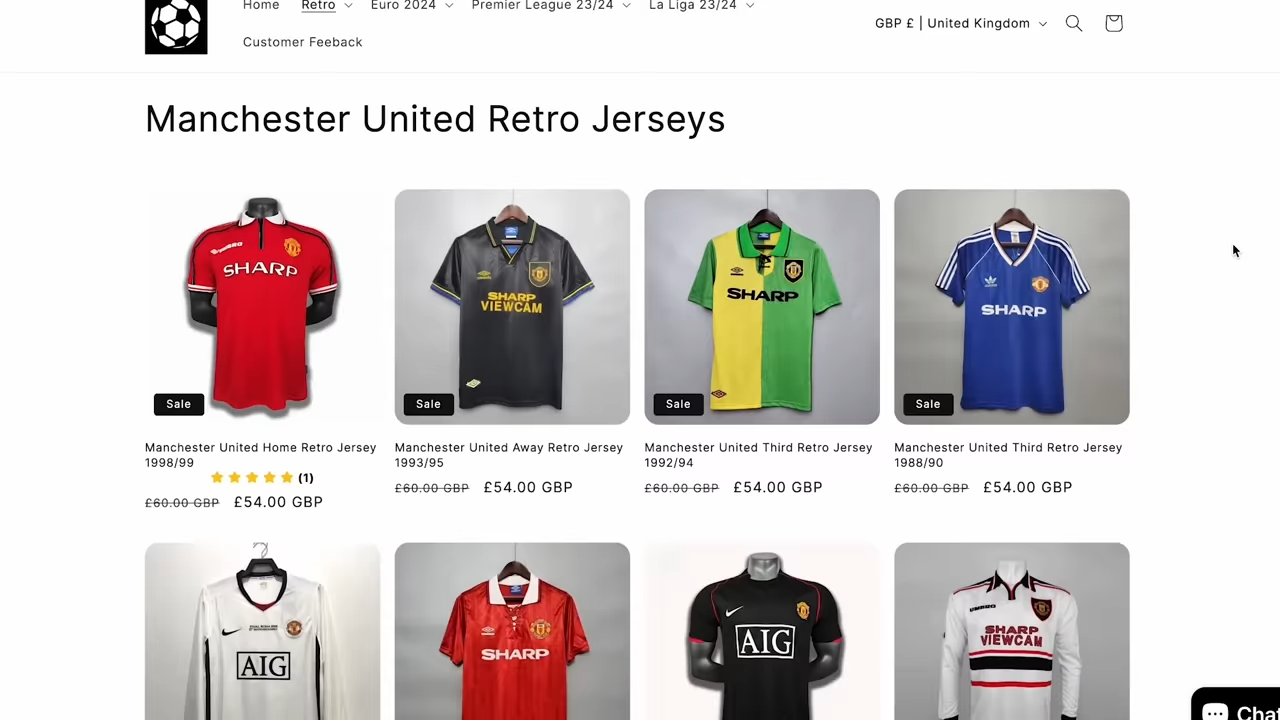 Home
Retro
Euro 2024
Premier League 23/24
La Liga 23/24
Customer Feeback
GBP £ | United Kingdom
Manchester United Retro Jerseys
UMBRO
SHARP
SHARP
VIEWCAM
SHARP
SHARP
Sale
Sale
Sale
Sale
Manchester United Home Retro Jersey
1998/99
(1)
£60.00 GBP £54.00 GBP
Manchester United Away Retro Jersey
1993/95
£60.00 GBP £54.00 GBP
Manchester United Third Retro Jersey
1992/94
£60.00 GBP £54.00 GBP
Manchester United Third Retro Jersey
1988/90
£60.00 GBP £54.00 GBP
AIG
SHARP
AIG
UMBRO
SHARP
VIEWCAM
Chat